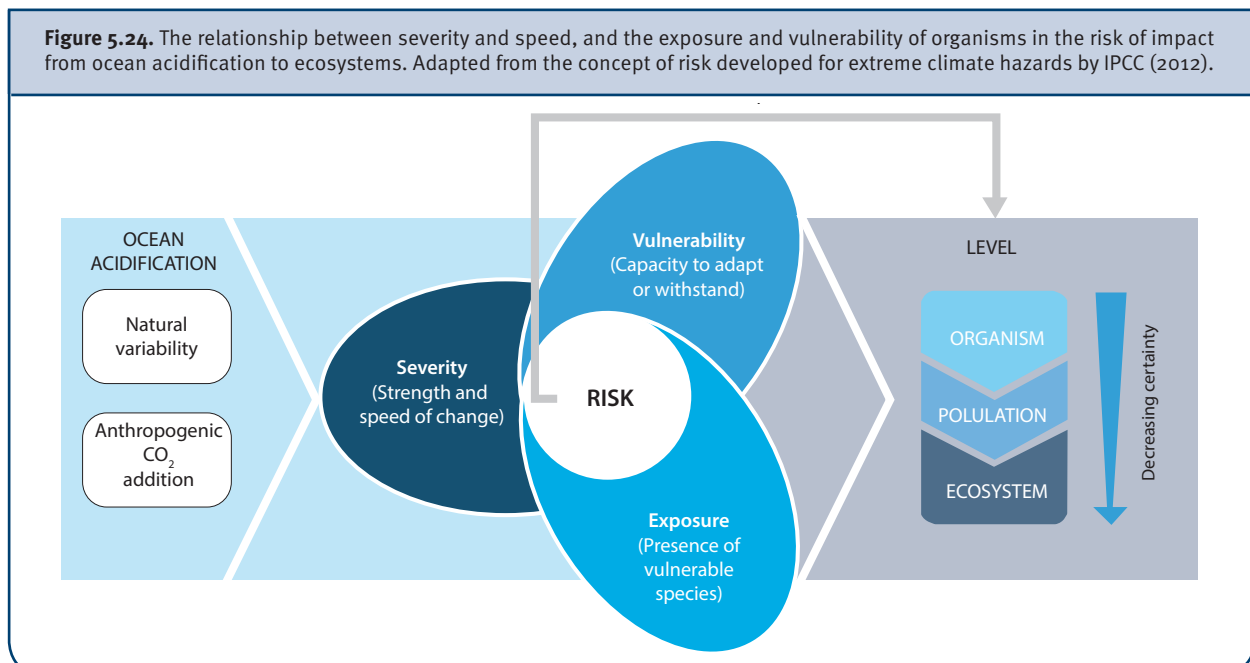 Figure 5.24. The relationship between severity and speed, and the exposure and vulnerability of organisms in the risk of impact
from ocean acidification to ecosystems. Adapted from the concept of risk developed for extreme climate hazards by IPCC (2012).
OCEAN
ACIDIFICATION
Natural
variability
Anthropogenic
CO₂
addition
Severity
(Strength and
speed of change)
Vulnerability
(Capacity to adapt
or withstand)
RISK
Exposure
(Presence of
vulnerable
species)
LEVEL
ORGANISM
POLULATION
ECOSYSTEM
Decreasing certainty